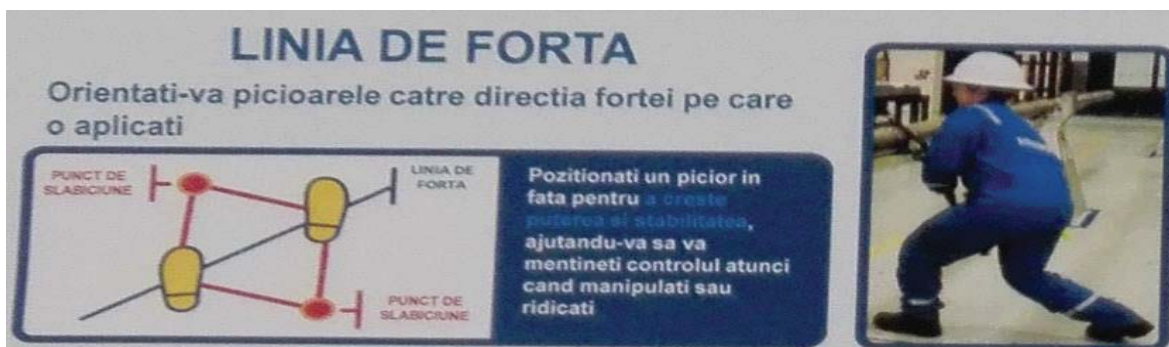 LINIA DE FORTA
Orientati-va picioarele catre directia fortei pe care
o aplicati
PUNCT DE
SLABICIUNE
LINIA DE
FORTA
PUNCT DE
SLABICIUNE
Pozitionati un picior in
fata pentru a creste
puterea si stabilitatea,
ajutandu-va sa va
mentineti controlul atunci
cand manipulati sau
ridicati